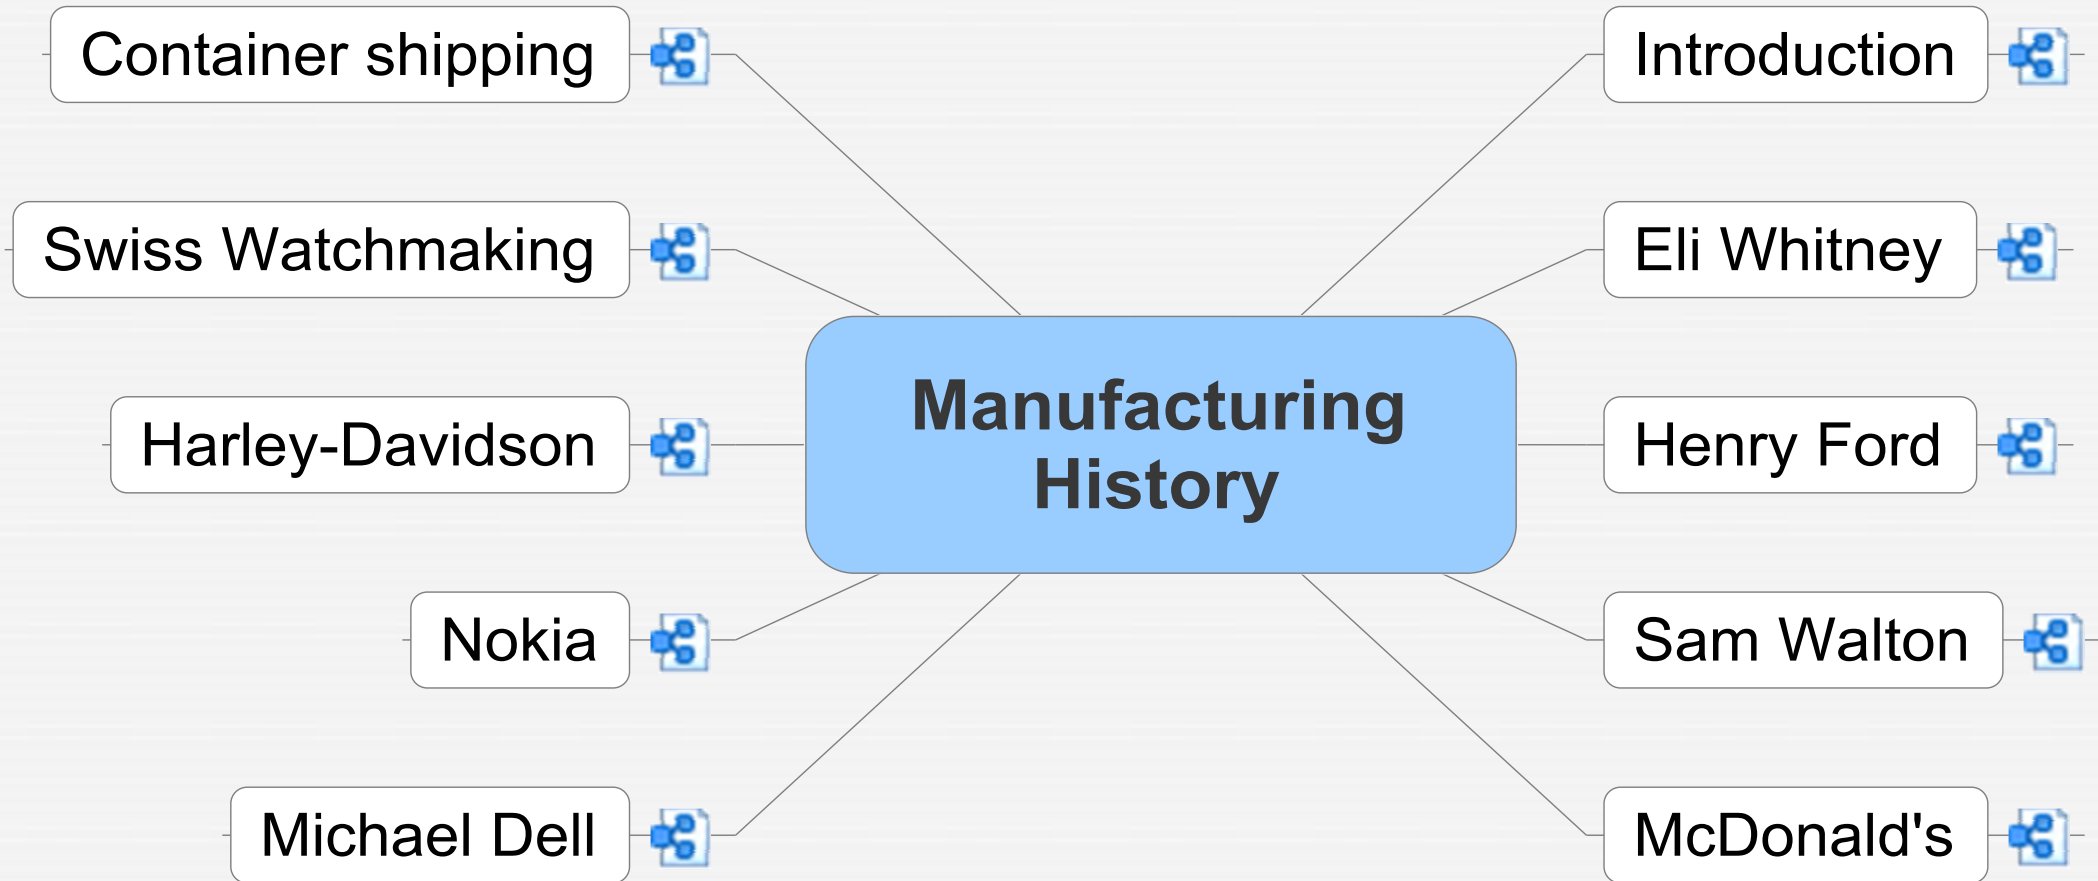 Container shipping
Introduction
Swiss Watchmaking
Eli Whitney
Manufacturing
History
Harley-Davidson
Henry Ford
Nokia
Sam Walton
Michael Dell
McDonald's